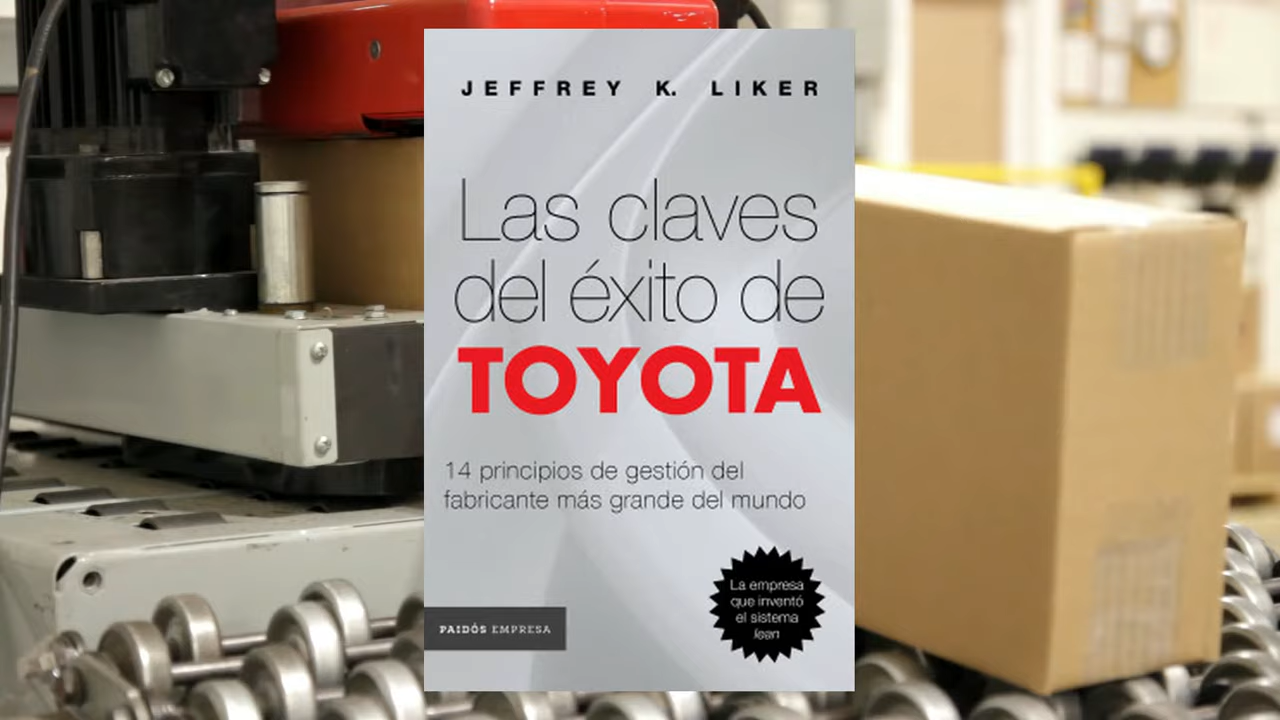 JEFFREY K. LIKER
Las claves
del éxito de
TOYOTA
14 principios de gestión del
fabricante más grande del mundo
La empresa
que inventó
el sistema
lean
PAIDÓS EMPRESA